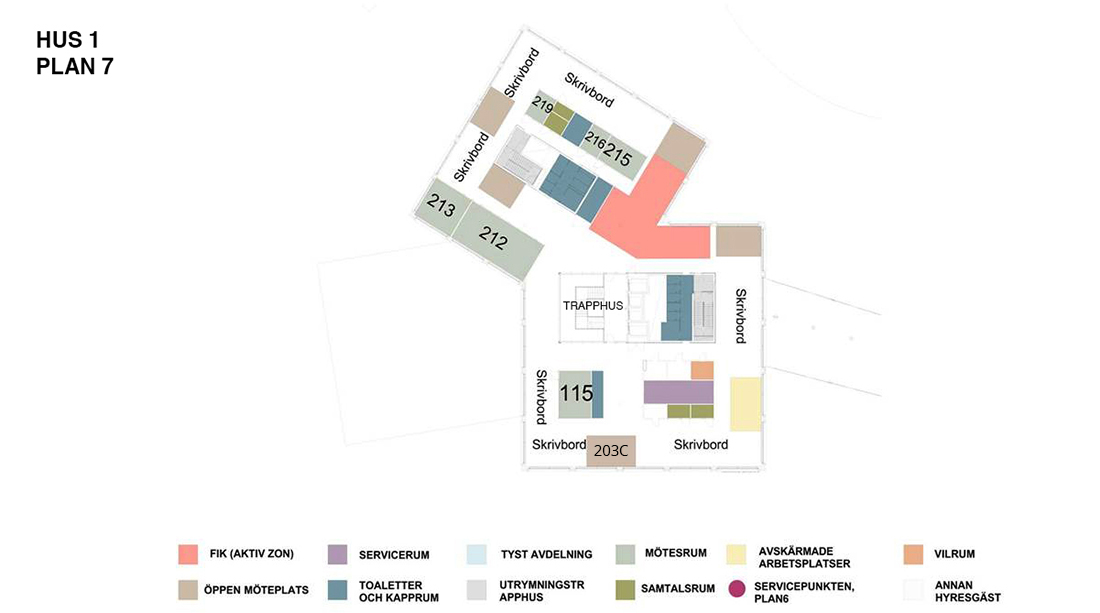 HUS 1
PLAN 7
Skrivbord
Skrivbord
219
216
215
Skrivbord
213
212
TRAPPHUS
Skrivbord
Skrivbord
115
Skrivbord
203C
Skrivbord
FIK (AKTIV ZON)
SERVICERUM
TYST AVDELNING
MÖTESRUM
AVSKÄRMADE
ARBETSPLATSER
VILRUM
ÖPPEN MÖTEPLATS
TOALETTER
OCH KAPPRUM
UTRYMNINGSTR
APPHUS
SAMTALSRUM
SERVICEPUNKTEN,
PLAN6
ANNAN
HYRESGÄST